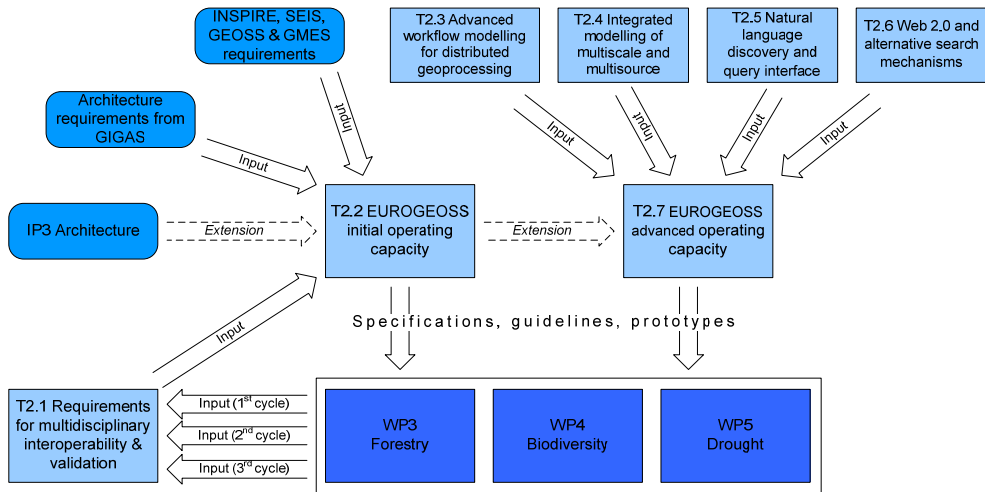 INSPIRE, SEIS,
GEOSS & GMES
requirements
T2.3 Advanced
workflow modelling
for distributed
geoprocessing
T2.4 Integrated
modelling of
multiscale and
multisource
T2.5 Natural
language
discovery and
query interface
T2.6 Web 2.0 and
alternative search
mechanisms
Architecture
requirements from
GIGAS
Input
Input
Input
Input
Input
Input
IP3 Architecture
Extension
T2.2 EUROGEOSS
initial operating
capacity
Extension
T2.7 EUROGEOSS
advanced operating
capacity
Input
Specifications, guidelines, prototypes
T2.1 Requirements
for multidisciplinary
interoperability &
validation
Input (1st cycle)
Input (2nd cycle)
Input (3rd cycle)
WP3
Forestry
WP4
Biodiversity
WP5
Drought